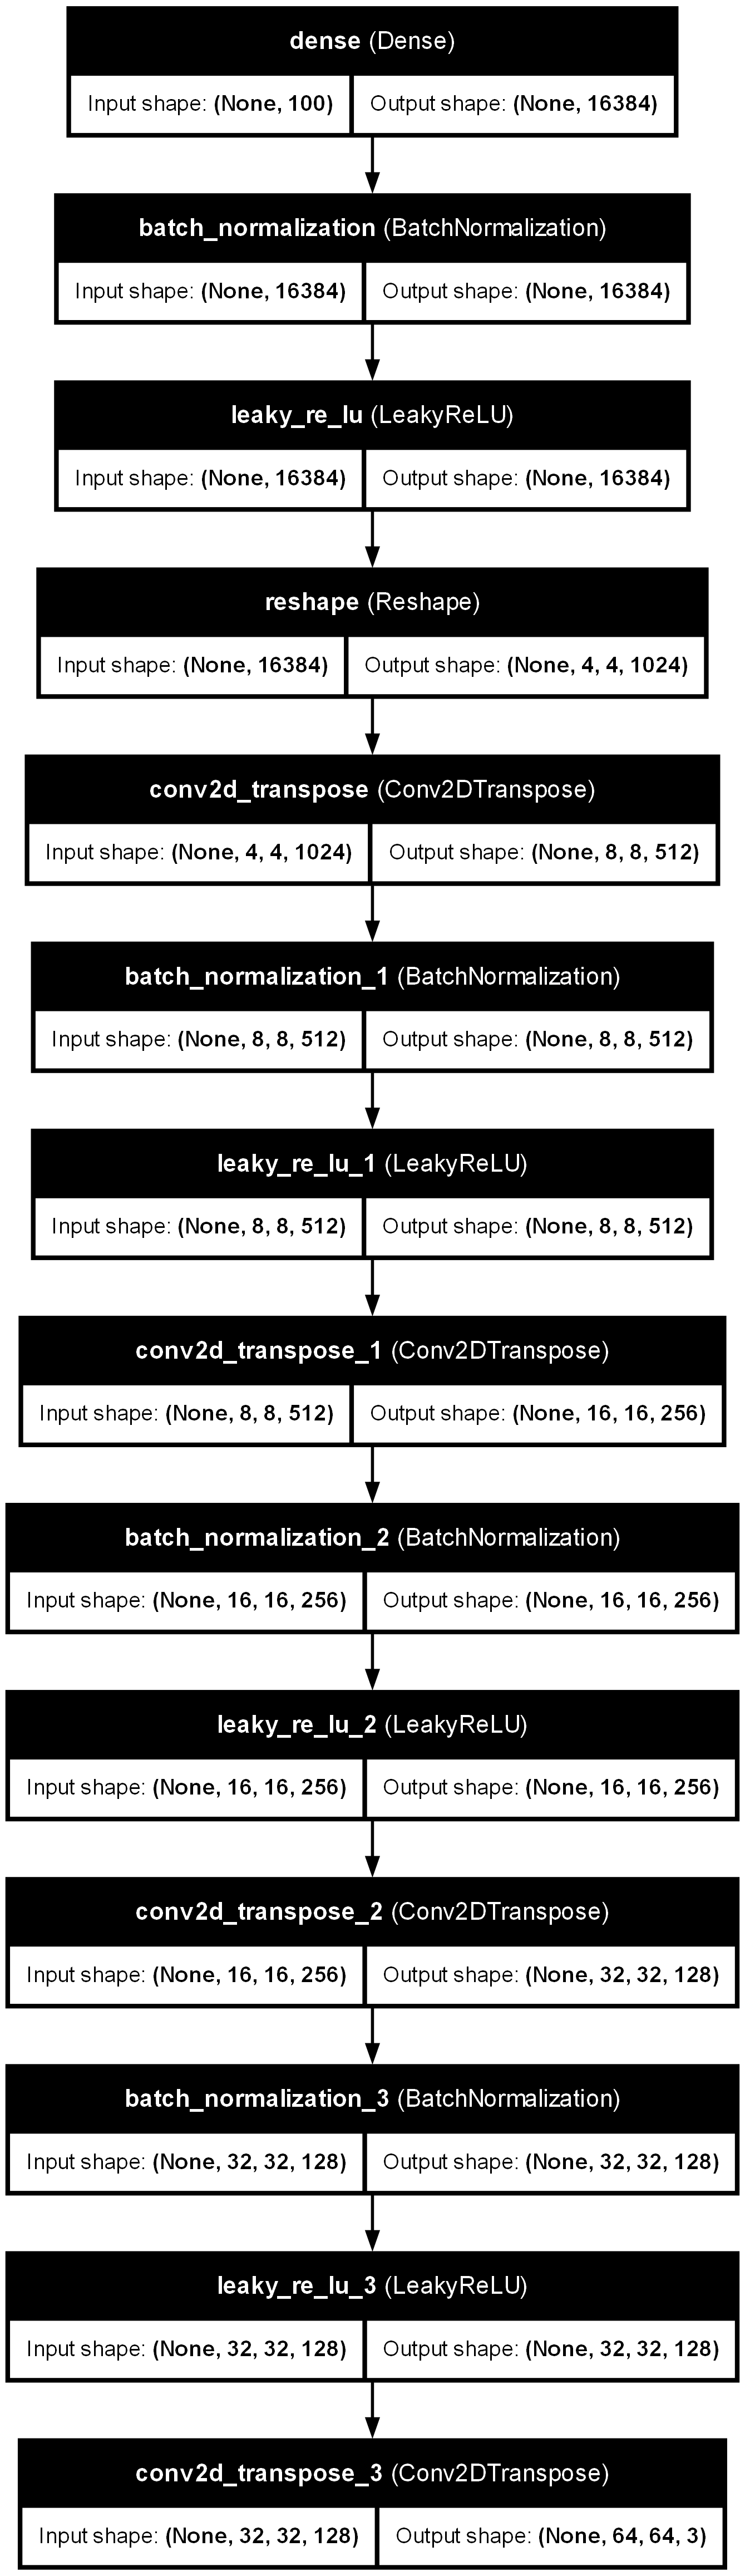 dense (Dense)
Input shape: (None, 100) Output shape: (None, 16384)
batch_normalization (BatchNormalization)
Input shape: (None, 16384) Output shape: (None, 16384)
leaky_re_lu (LeakyReLU)
Input shape: (None, 16384) Output shape: (None, 16384)
reshape (Reshape)
Input shape: (None, 16384) Output shape: (None, 4, 4, 1024)
conv2d_transpose (Conv2DTranspose)
Input shape: (None, 4, 4, 1024) Output shape: (None, 8, 8, 512)
batch_normalization_1 (BatchNormalization)
Input shape: (None, 8, 8, 512) Output shape: (None, 8, 8, 512)
leaky_re_lu_1 (LeakyReLU)
Input shape: (None, 8, 8, 512) Output shape: (None, 8, 8, 512)
conv2d_transpose_1 (Conv2DTranspose)
Input shape: (None, 8, 8, 512) Output shape: (None, 16, 16, 256)
batch_normalization_2 (BatchNormalization)
Input shape: (None, 16, 16, 256) Output shape: (None, 16, 16, 256)
leaky_re_lu_2 (LeakyReLU)
Input shape: (None, 16, 16, 256) Output shape: (None, 16, 16, 256)
conv2d_transpose_2 (Conv2DTranspose)
Input shape: (None, 16, 16, 256) Output shape: (None, 32, 32, 128)
batch_normalization_3 (BatchNormalization)
Input shape: (None, 32, 32, 128) Output shape: (None, 32, 32, 128)
leaky_re_lu_3 (LeakyReLU)
Input shape: (None, 32, 32, 128) Output shape: (None, 32, 32, 128)
conv2d_transpose_3 (Conv2DTranspose)
Input shape: (None, 32, 32, 128) Output shape: (None, 64, 64, 3)